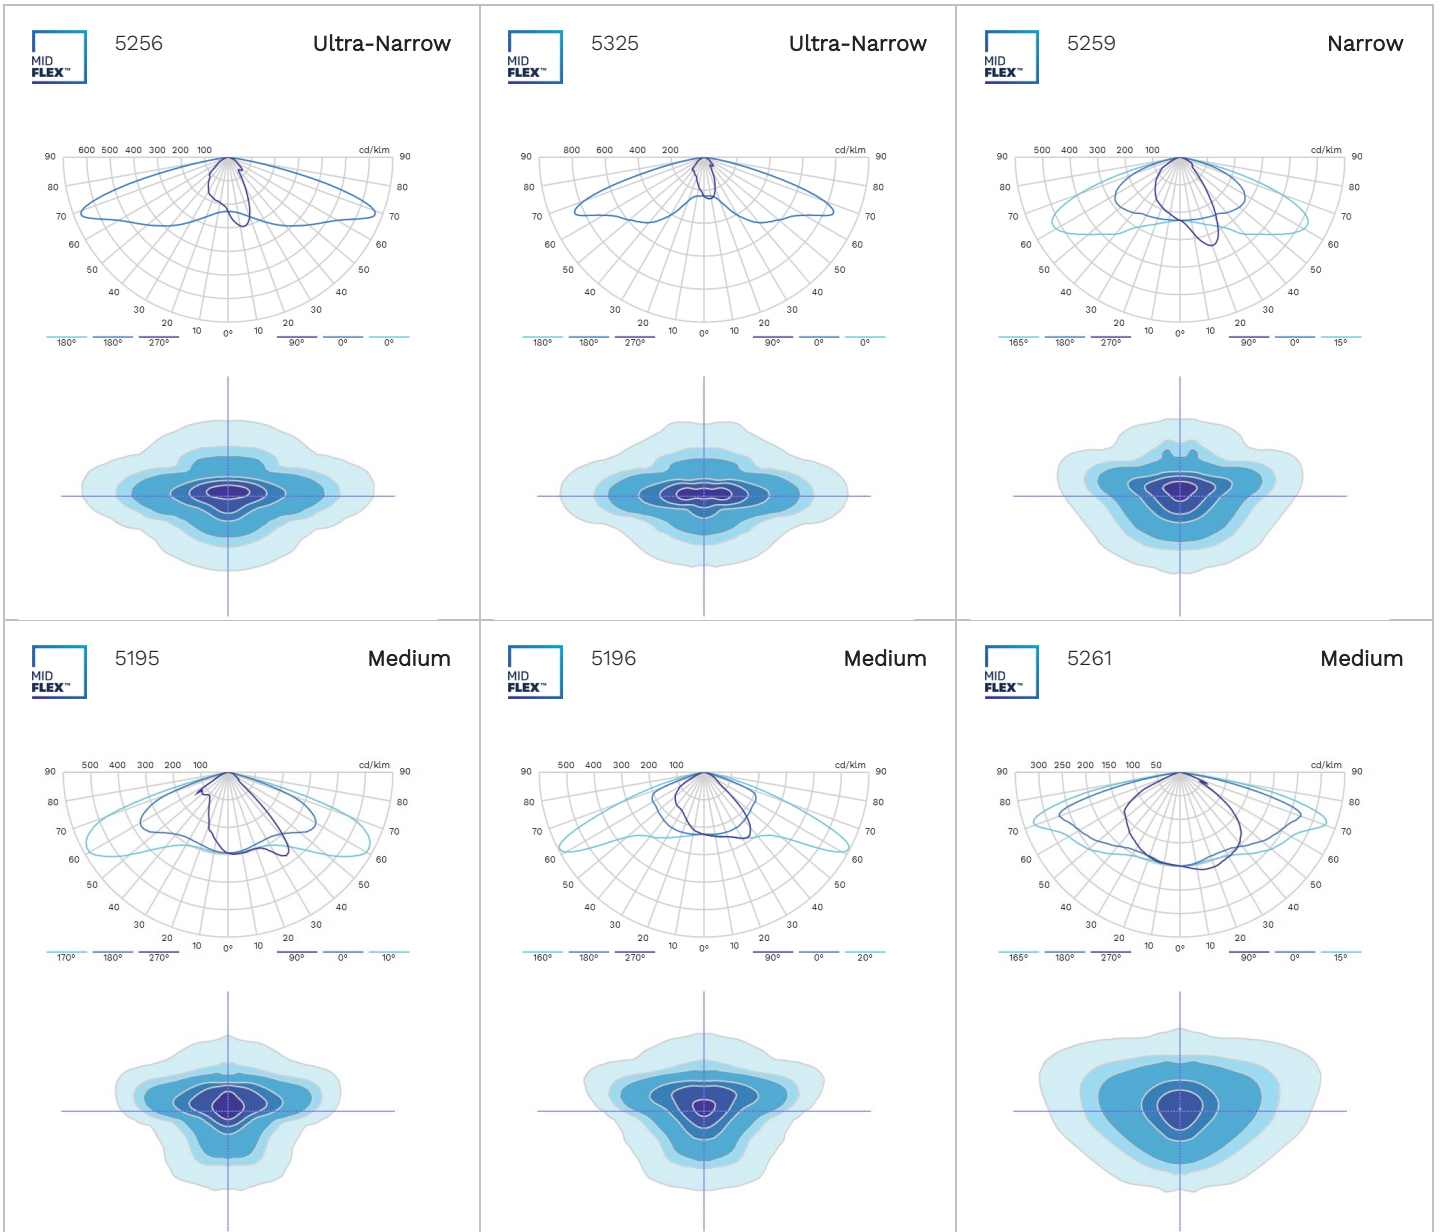 5256 Ultra-Narrow
MID
FLEX™
90 600 500 400 300 200 100 cd/klm 90
80 80
70 70
60 60
50 50
40 40
30 30
20 10 0° 10 20
180° 180° 270° 90° 0° 0°
5325 Ultra-Narrow
MID
FLEX™
90 800 600 400 200 cd/klm 90
80 80
70 70
60 60
50 50
40 40
30 30
20 10 0° 10 20
180° 180° 270° 90° 0° 0°
5259 Narrow
MID
FLEX™
90 500 400 300 200 100 cd/klm 90
80 80
70 70
60 60
50 50
40 40
30 30
20 10 0° 10 20
165° 180° 270° 90° 0° 15°
5195 Medium
MID
FLEX™
90 500 400 300 200 100 cd/klm 90
80 80
70 70
60 60
50 50
40 40
30 30
20 10 0° 10 20
170° 180° 270° 90° 0° 10°
5196 Medium
MID
FLEX™
90 500 400 300 200 100 cd/klm 90
80 80
70 70
60 60
50 50
40 40
30 30
20 10 0° 10 20
160° 180° 270° 90° 0° 20°
5261 Medium
MID
FLEX™
90 300 250 200 150 100 50 cd/klm 90
80 80
70 70
60 60
50 50
40 40
30 30
20 10 0° 10 20
165° 180° 270° 90° 0° 15°